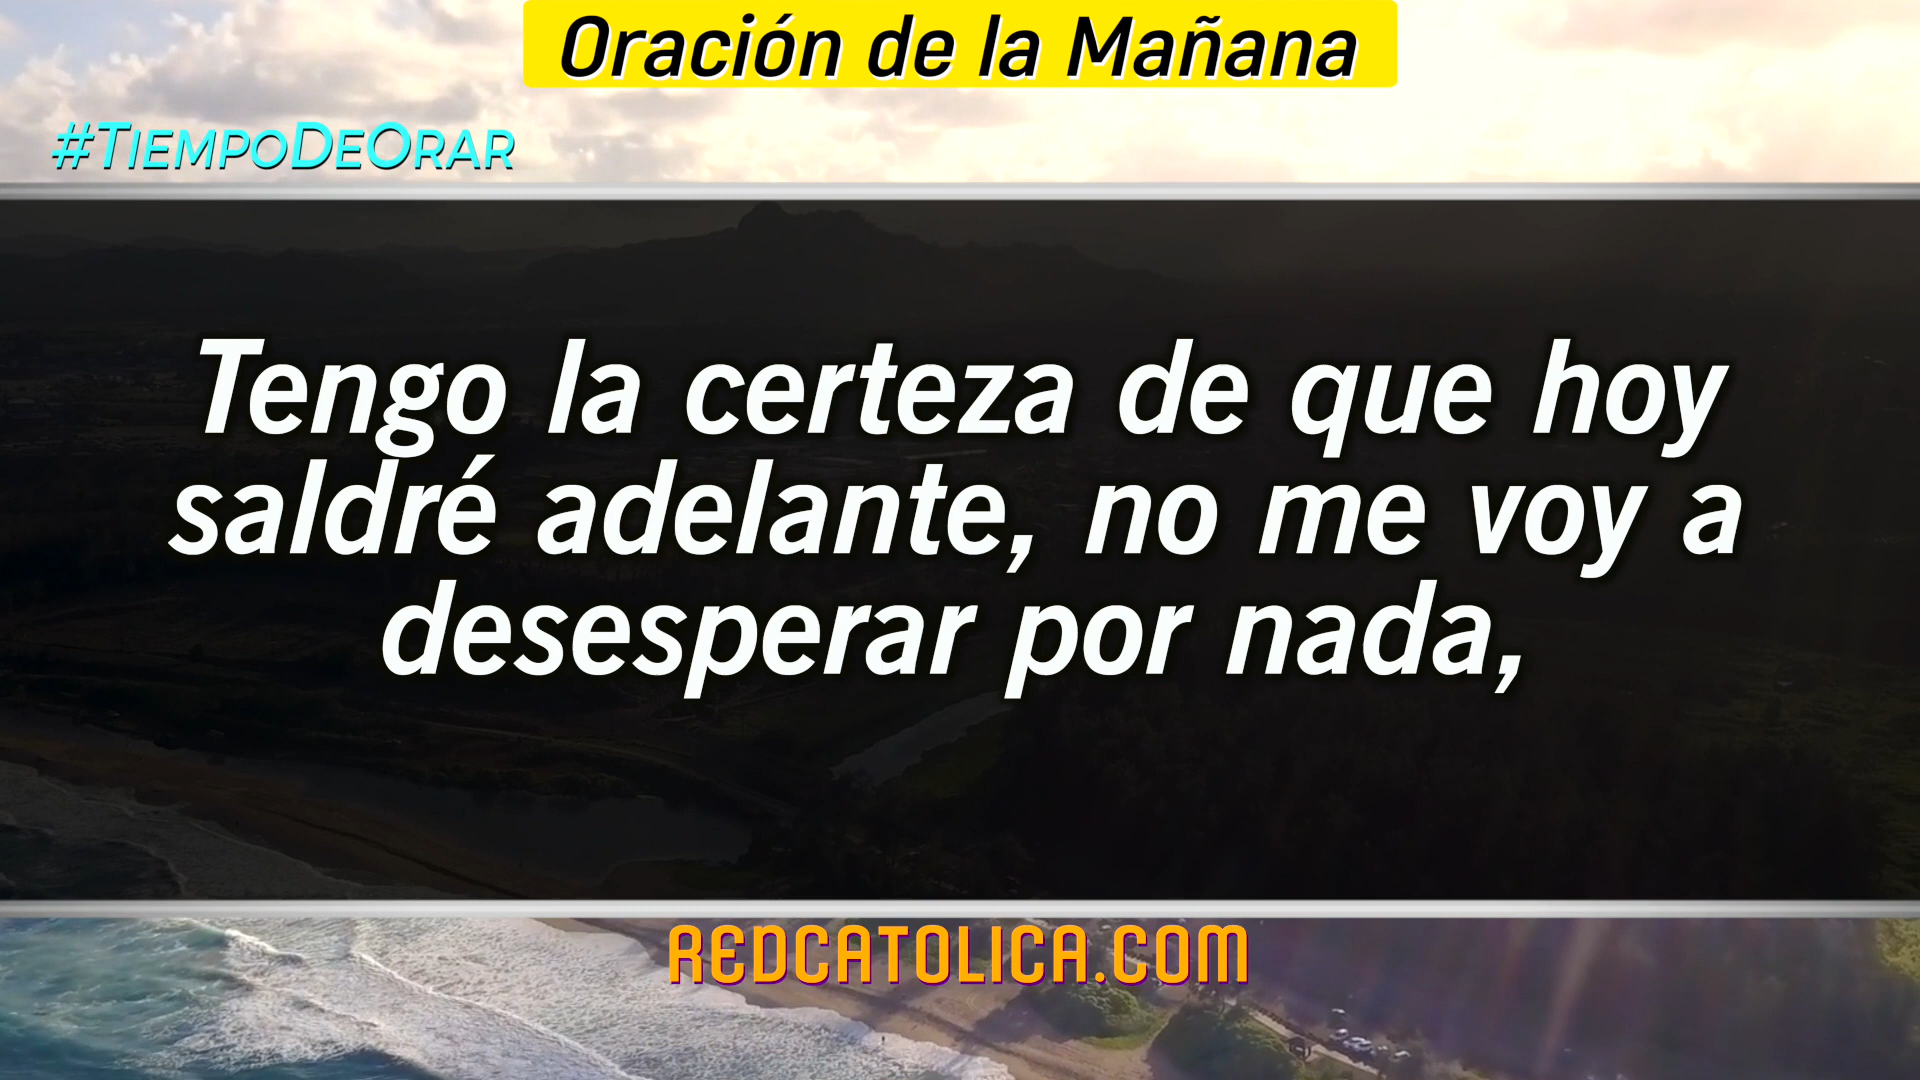 Oración de la Mañana
#TiempoDeOrar
Tengo la certeza de que hoy
saldré adelante, no me voy a
desesperar por nada,
REDCATOLICA.COM